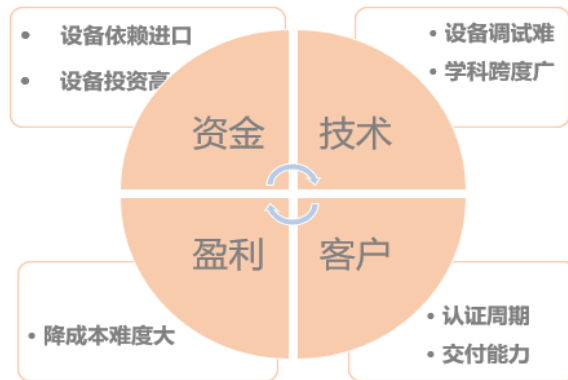 • 设备依赖进口
• 设备投资高
• 设备调试难
• 学科跨度广
资金
技术
盈利
客户
• 降成本难度大
• 认证周期
• 交付能力